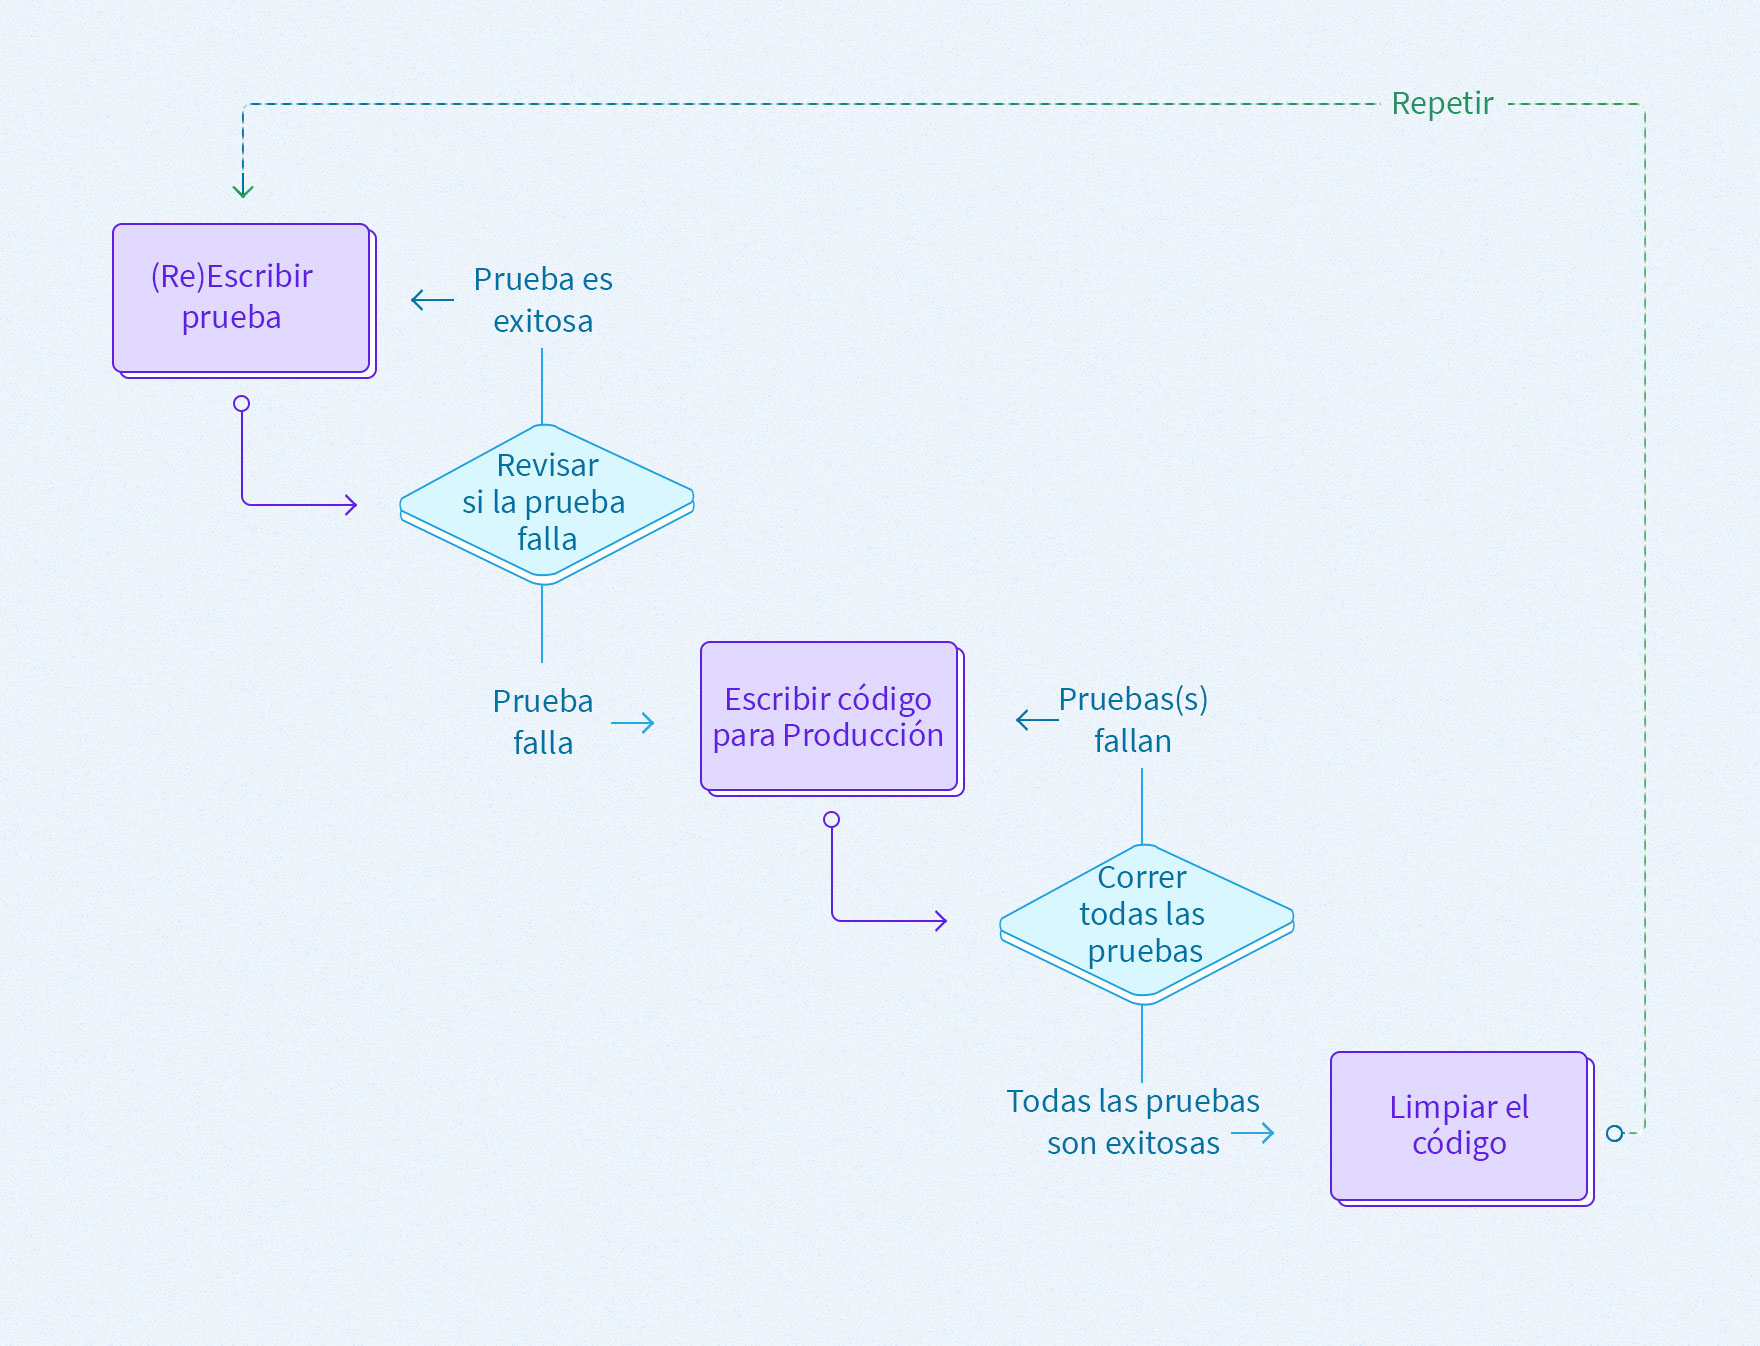 Repetir
(Re)Escribir
prueba
Prueba es
exitosa
Revisar
si la prueba
falla
Prueba
falla
Escribir código
para Producción
Pruebas(s)
fallan
Correr
todas las
pruebas
Todas las pruebas
son exitosas
Limpiar el
código